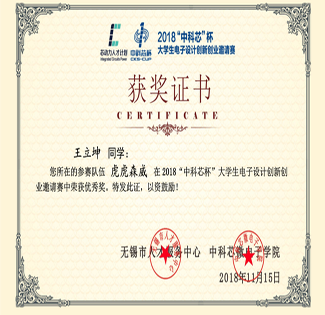 芯动力人才计划
Integrated Circuits Power
中科芯杯
CKS-CUP
2018“中科芯”杯
大学生电子设计创新创业邀请赛
获奖证书
CERTIFICATE
王立坤 同学：
您所在的参赛队伍 虎虎森威 在2018“中科芯杯”大学生电子设计创新创
业邀请赛中荣获优秀奖。特发此证，以资鼓励！
无锡市人才服务中心 中科芯微电子学院
2018年11月15日